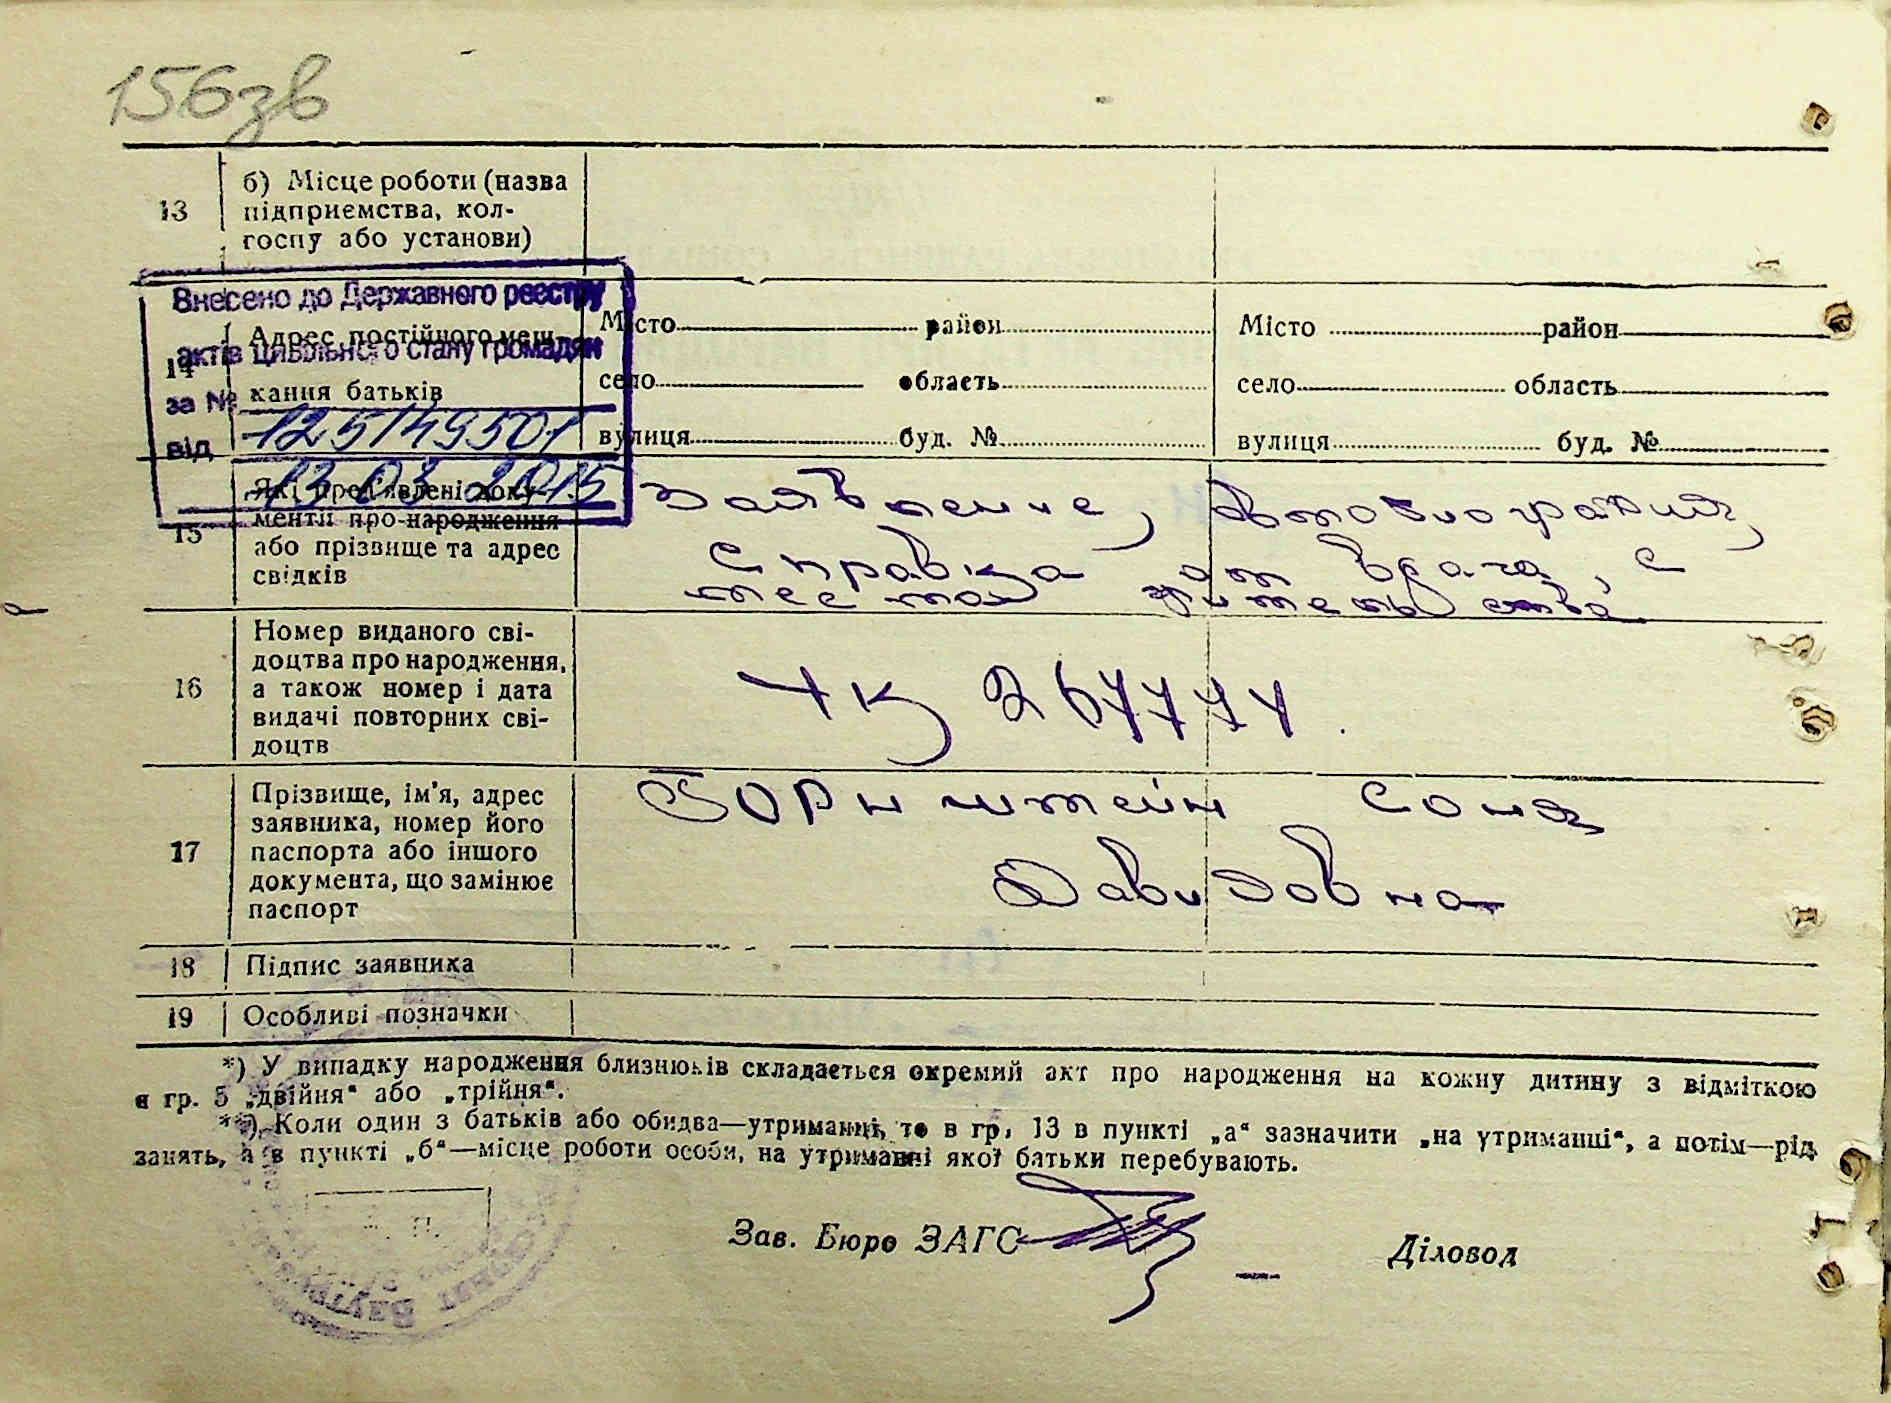 156зв
13
б) Місце роботи (назва
підприємства, кол-
госпу або установи)
Внесено до Державного реєстру
актів цивільного стану громадян
за №
125149501
від
13.03.2015
14
Адрес постійного меш-
кання батьків
Місто район
село область
вулиця буд. №
Місто район
село область
вулиця буд. №
15
Які пред'явлені доку-
менти про народження
або прізвище та адрес
свідків
Заявление, Автобиография,
Справка от врача, с
места жительства
16
Номер виданого сві-
доцтва про народження,
а також номер і дата
видачі повторних сві-
доцтв
267777
17
Прізвище, ім'я, адрес
заявника, номер його
паспорта або іншого
документа, що замінює
паспорт
Борнштейн Соня
Давидовна
18 Підпис заявника
19 Особливі позначки
*) У випадку народження близнюків складається окремий акт про народження на кожну дитину з відміткою
в гр. 5 „двійня“ або „трійня“.
**) Коли один з батьків або обидва—утриманці, то в гр. 13 в пункті „а“ зазначити „на утриманні“, а потім—рід
занять, а в пункті „б“—місце роботи особи, на утриманні якої батьки перебувають.
Зав. Бюро ЗАГС
Діловод